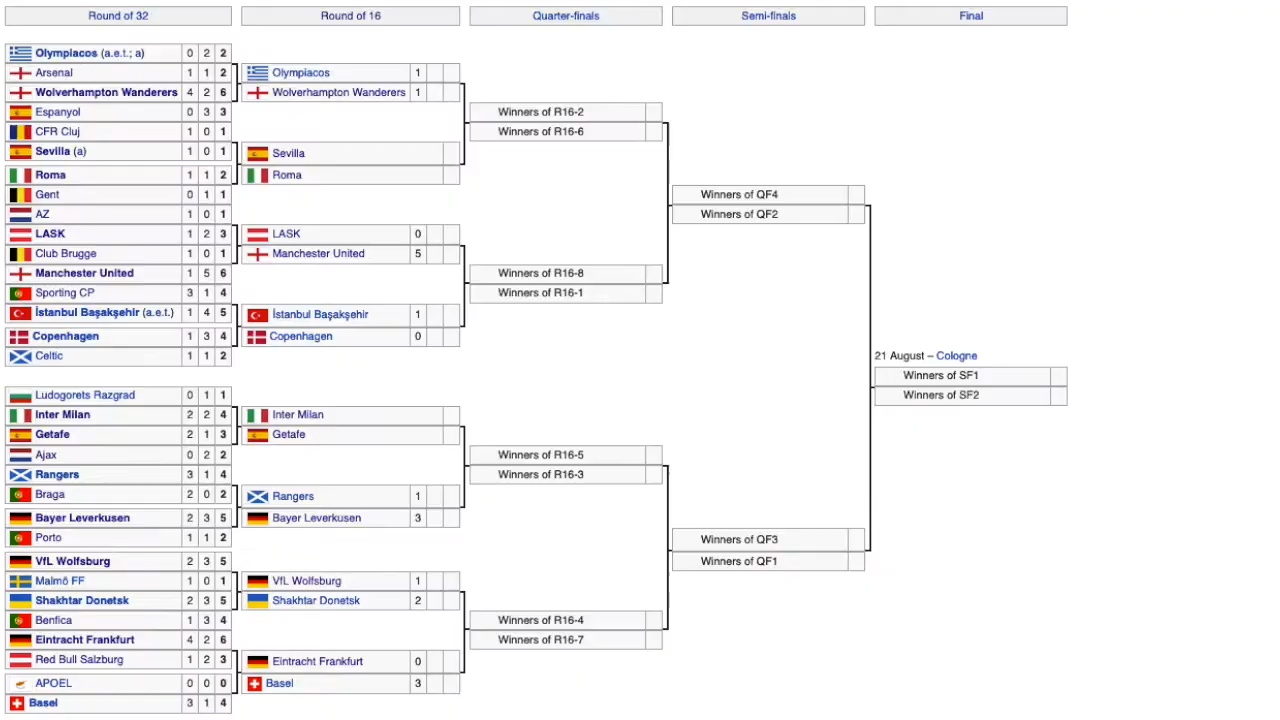 Round of 32 Round of 16 Quarter-finals Semi-finals Final
Olympiacos (a.e.t.; a) 0 2 2
Arsenal 1 1 2
Wolverhampton Wanderers 4 2 6
Espanyol 0 3 3
CFR Cluj 1 0 1
Sevilla (a) 1 0 1
Roma 1 1 2
Gent 0 1 1
AZ 1 0 1
LASK 1 2 3
Club Brugge 1 0 1
Manchester United 1 5 6
Sporting CP 3 1 4
İstanbul Başakşehir (a.e.t.) 1 4 5
Copenhagen 1 3 4
Celtic 1 1 2
Ludogorets Razgrad 0 1 1
Inter Milan 2 2 4
Getafe 2 1 3
Ajax 0 2 2
Rangers 3 1 4
Braga 2 0 2
Bayer Leverkusen 2 3 5
Porto 1 1 2
VfL Wolfsburg 2 3 5
Malmö FF 1 0 1
Shakhtar Donetsk 2 3 5
Benfica 1 3 4
Eintracht Frankfurt 4 2 6
Red Bull Salzburg 1 2 3
APOEL 0 0 0
Basel 3 1 4
Olympiacos 1
Wolverhampton Wanderers 1
Sevilla
Roma
LASK 0
Manchester United 5
İstanbul Başakşehir 1
Copenhagen 0
Inter Milan
Getafe
Rangers 1
Bayer Leverkusen 3
VfL Wolfsburg 1
Shakhtar Donetsk 2
Eintracht Frankfurt 0
Basel 3
Winners of R16-2
Winners of R16-6
Winners of R16-8
Winners of R16-1
Winners of R16-5
Winners of R16-3
Winners of R16-4
Winners of R16-7
Winners of QF4
Winners of QF2
Winners of QF3
Winners of QF1
21 August – Cologne
Winners of SF1
Winners of SF2